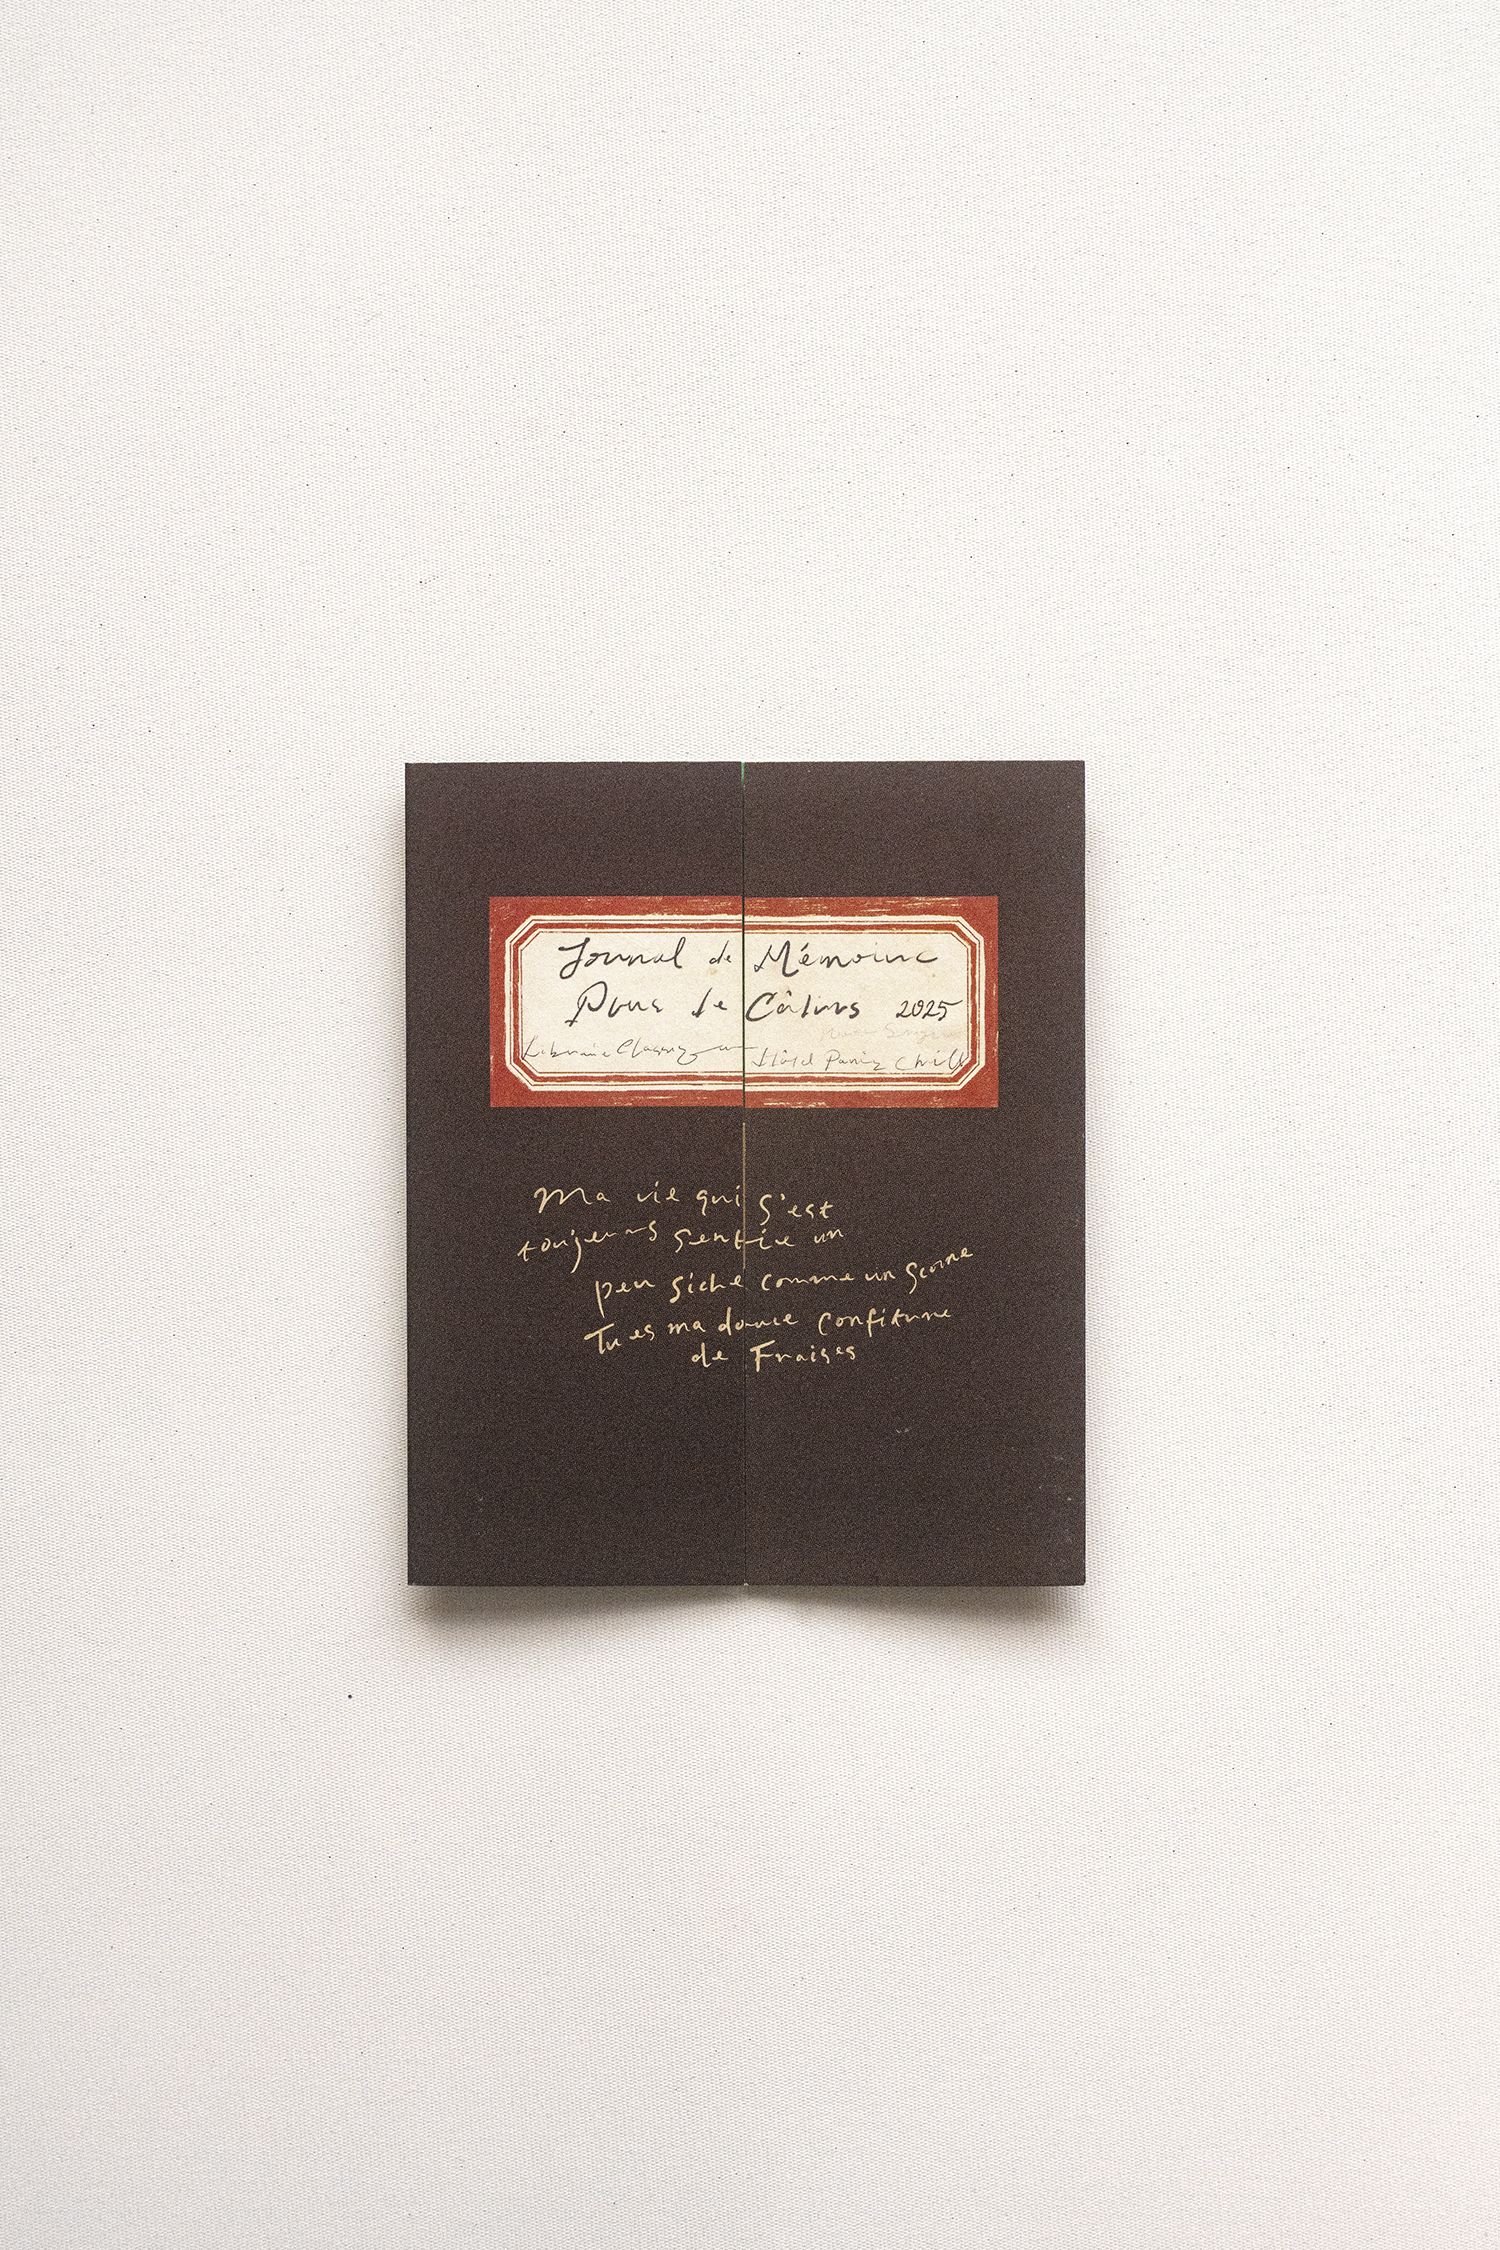 Journal de Mémoire
Pour le Câlins 2025
Librairie
Hôtel Paris Chill
Ma vie qui s'est
toujours sentie un
peu sèche comme un scone
Tu es ma douce confiture
de Fraises